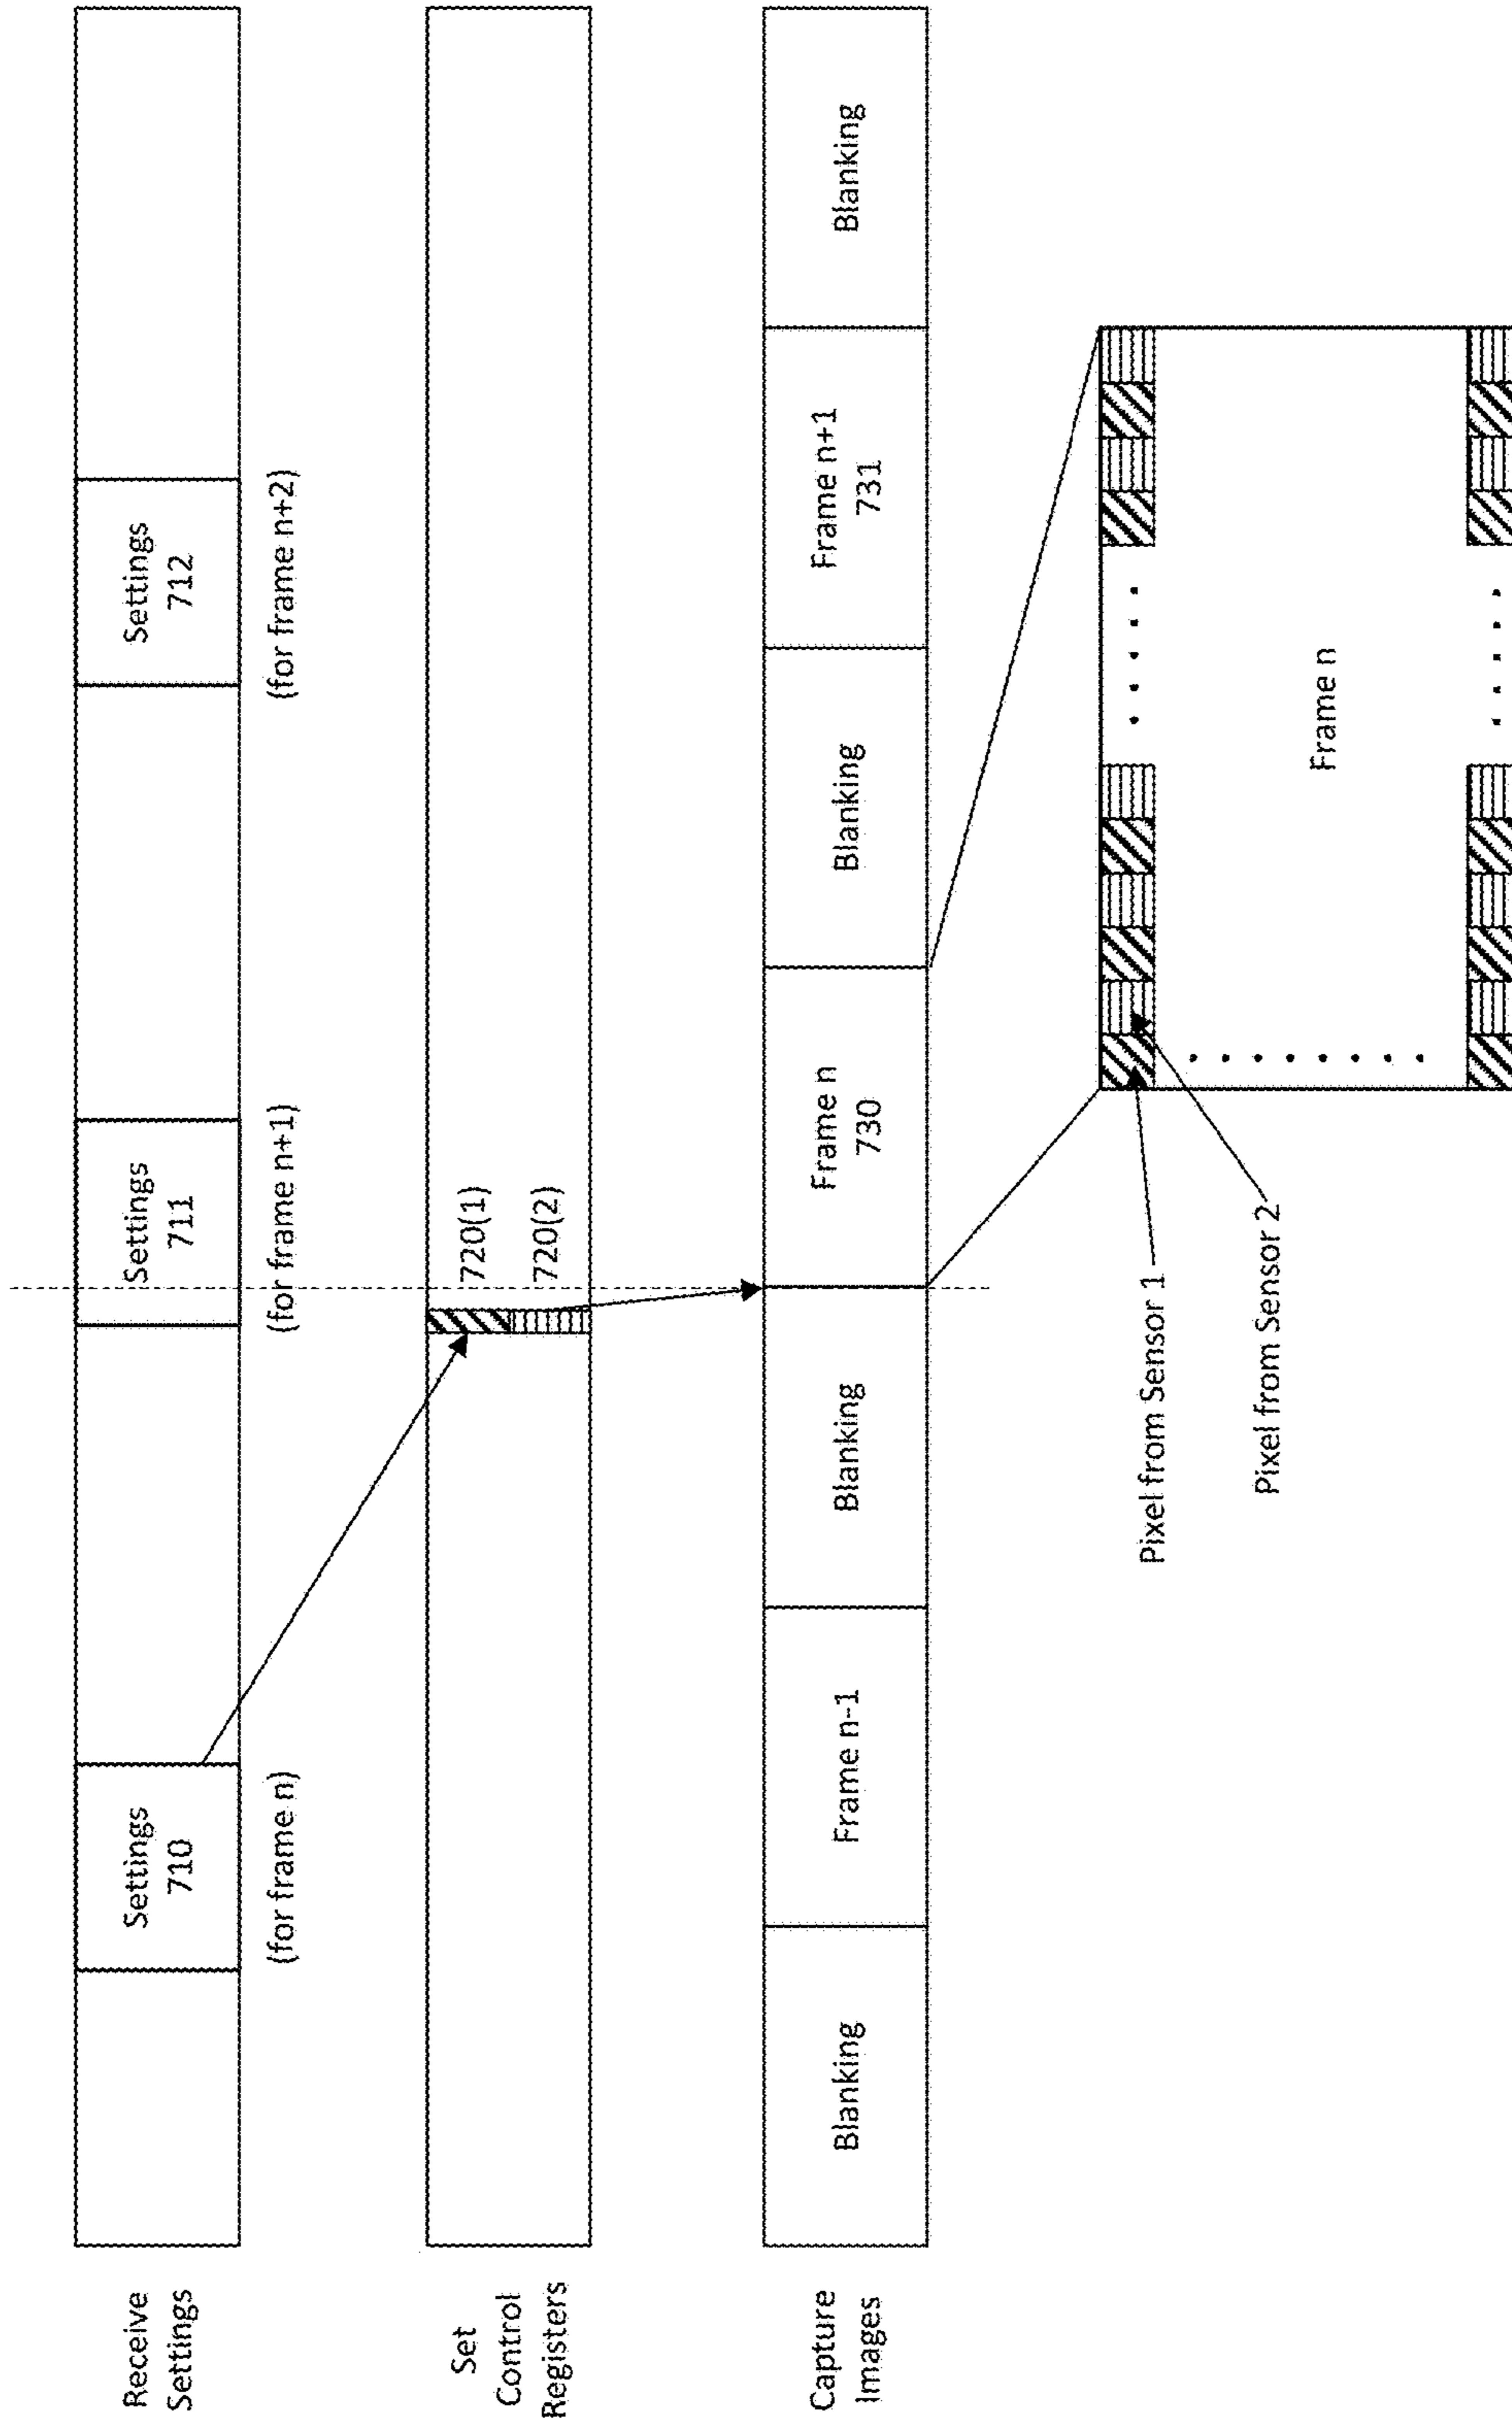 Receive
Settings
Settings
710
(for frame n)
Settings
711
(for frame n+1)
Settings
712
(for frame n+2)
Set
Control
Registers
720(1)
720(2)
Capture
Images
Blanking
Frame n-1
Blanking
Frame n
730
Blanking
Frame n+1
731
Blanking
Pixel from Sensor 1
Pixel from Sensor 2
Frame n